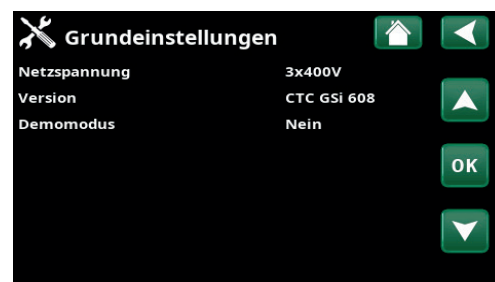 Grundeinstellungen
Netzspannung 3x400V
Version CTC GSi 608
Demomodus Nein
OK